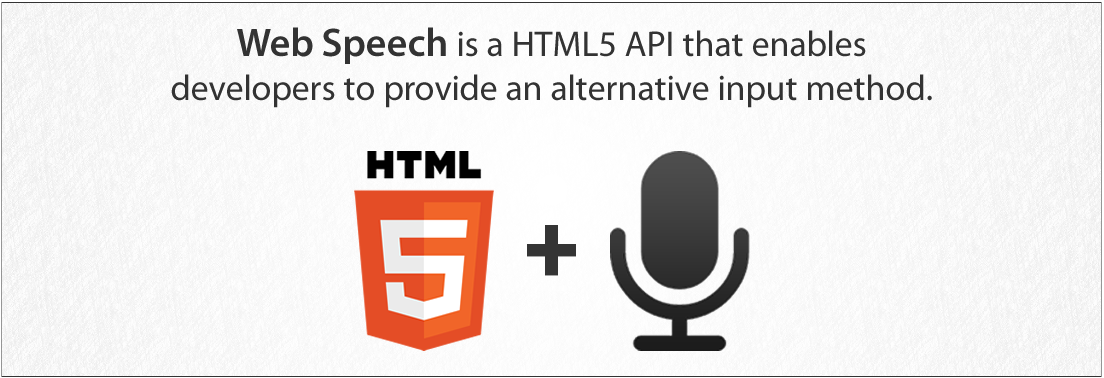 Web Speech is a HTML5 API that enables
developers to provide an alternative input method.
HTML
5
+